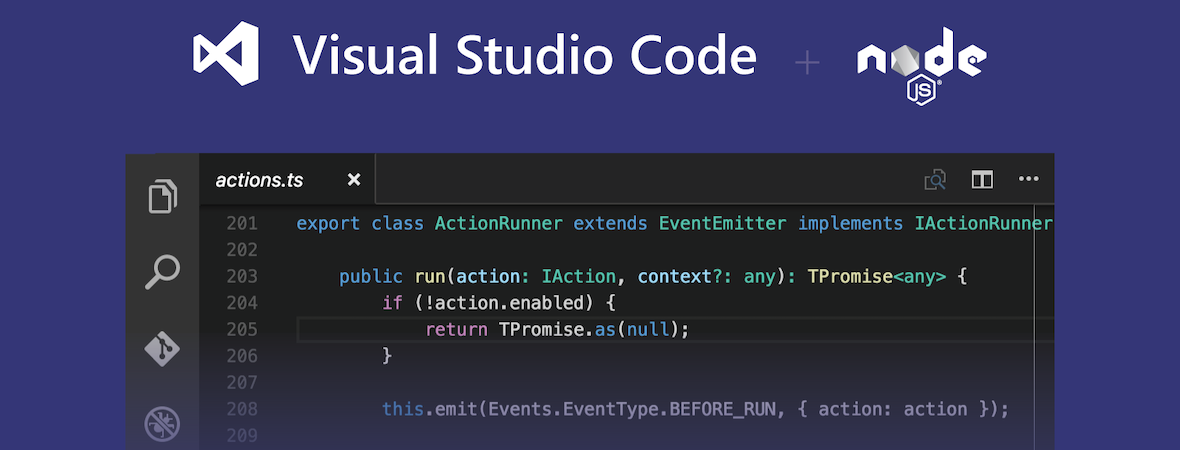 Visual Studio Code + node
JS®
actions.ts ×
201 export class ActionRunner extends EventEmitter implements IActionRunner
202
203 public run(action: IAction, context?: any): TPromise<any> {
204 if (!action.enabled) {
205 return TPromise.as(null);
206 }
207
208 this.emit(Events.EventType.BEFORE_RUN, { action: action });
209